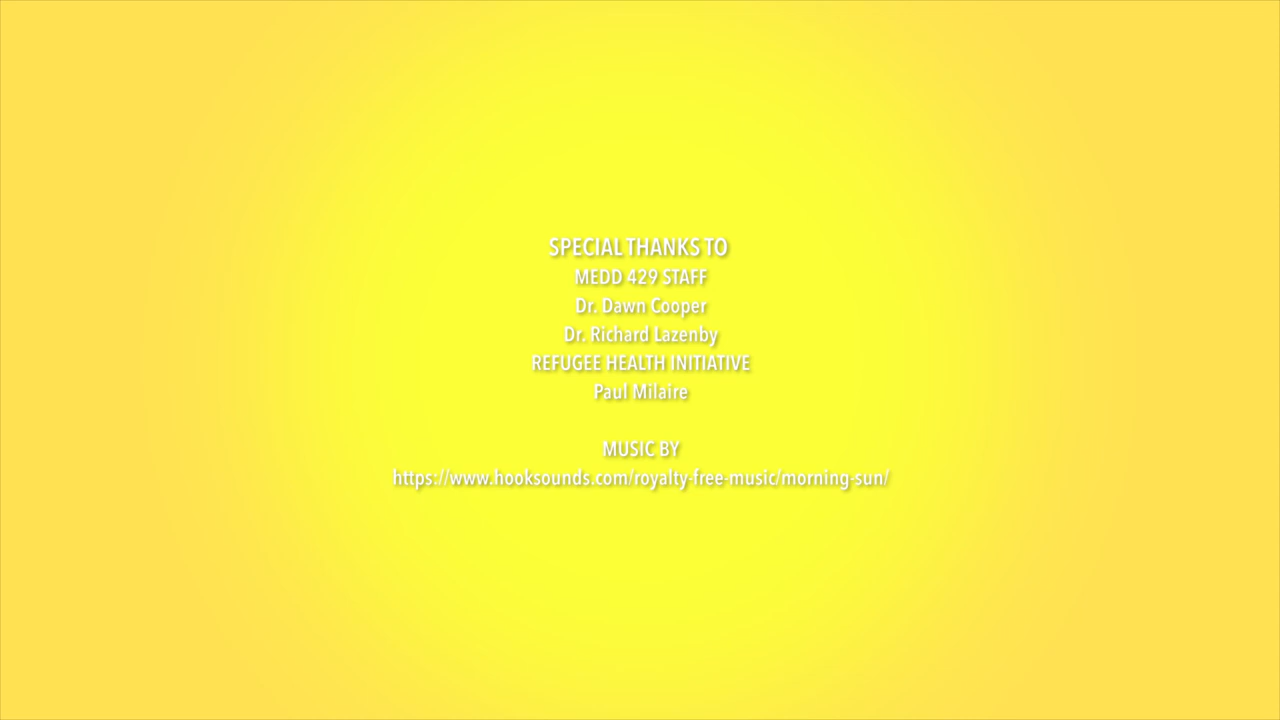 SPECIAL THANKS TO
MEDD 429 STAFF
Dr. Dawn Cooper
Dr. Richard Lazenby
REFUGEE HEALTH INITIATIVE
Paul Milaire
MUSIC BY
https://www.hooksounds.com/royalty-free-music/morning-sun/